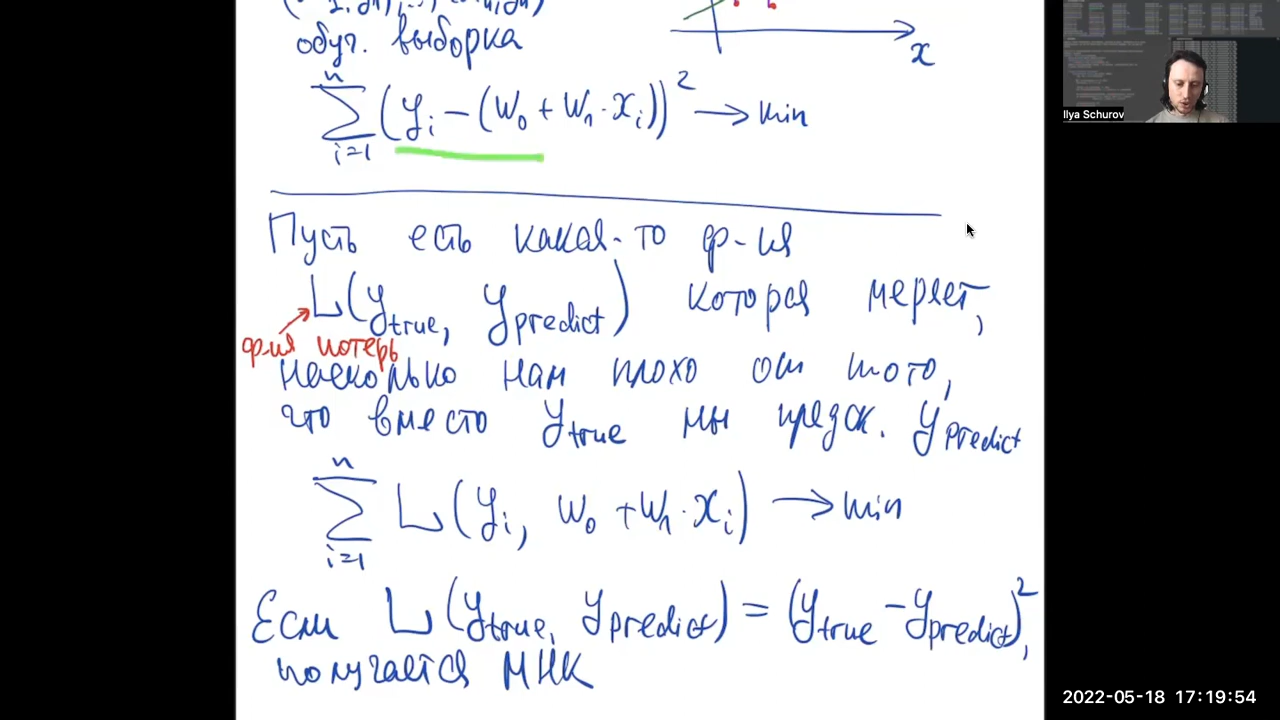 обуч. выборка
x
n
∑ (y_i − (w_0 + w_1 · x_i))^2 → min
i=1
Пусть есть какая-то ф-ия
L(y_true, y_predict) которая меряет,
ф-ия потерь
насколько нам плохо от того,
что вместо y_true мы предск. y_predict
n
∑ L(y_i, w_0 + w_1 · x_i) → min
i=1
Если L(y_true, y_predict) = (y_true − y_predict)^2,
получается МНК
Ilya Schurov
2022-05-18 17:19:54